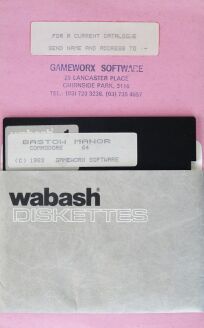 FOR A CURRENT CATALOGUE
SEND NAME AND ADDRESS TO :-
GAMEWORX SOFTWARE
25 LANCASTER PLACE
CHIRNSIDE PARK, 3116
TEL. (03) 723 3236, (03) 735 4657
wabash
BASTOW MANOR
COMMODORE 64
(C) 1983 GAMEWORX SOFTWARE
wabash
DISKETTES